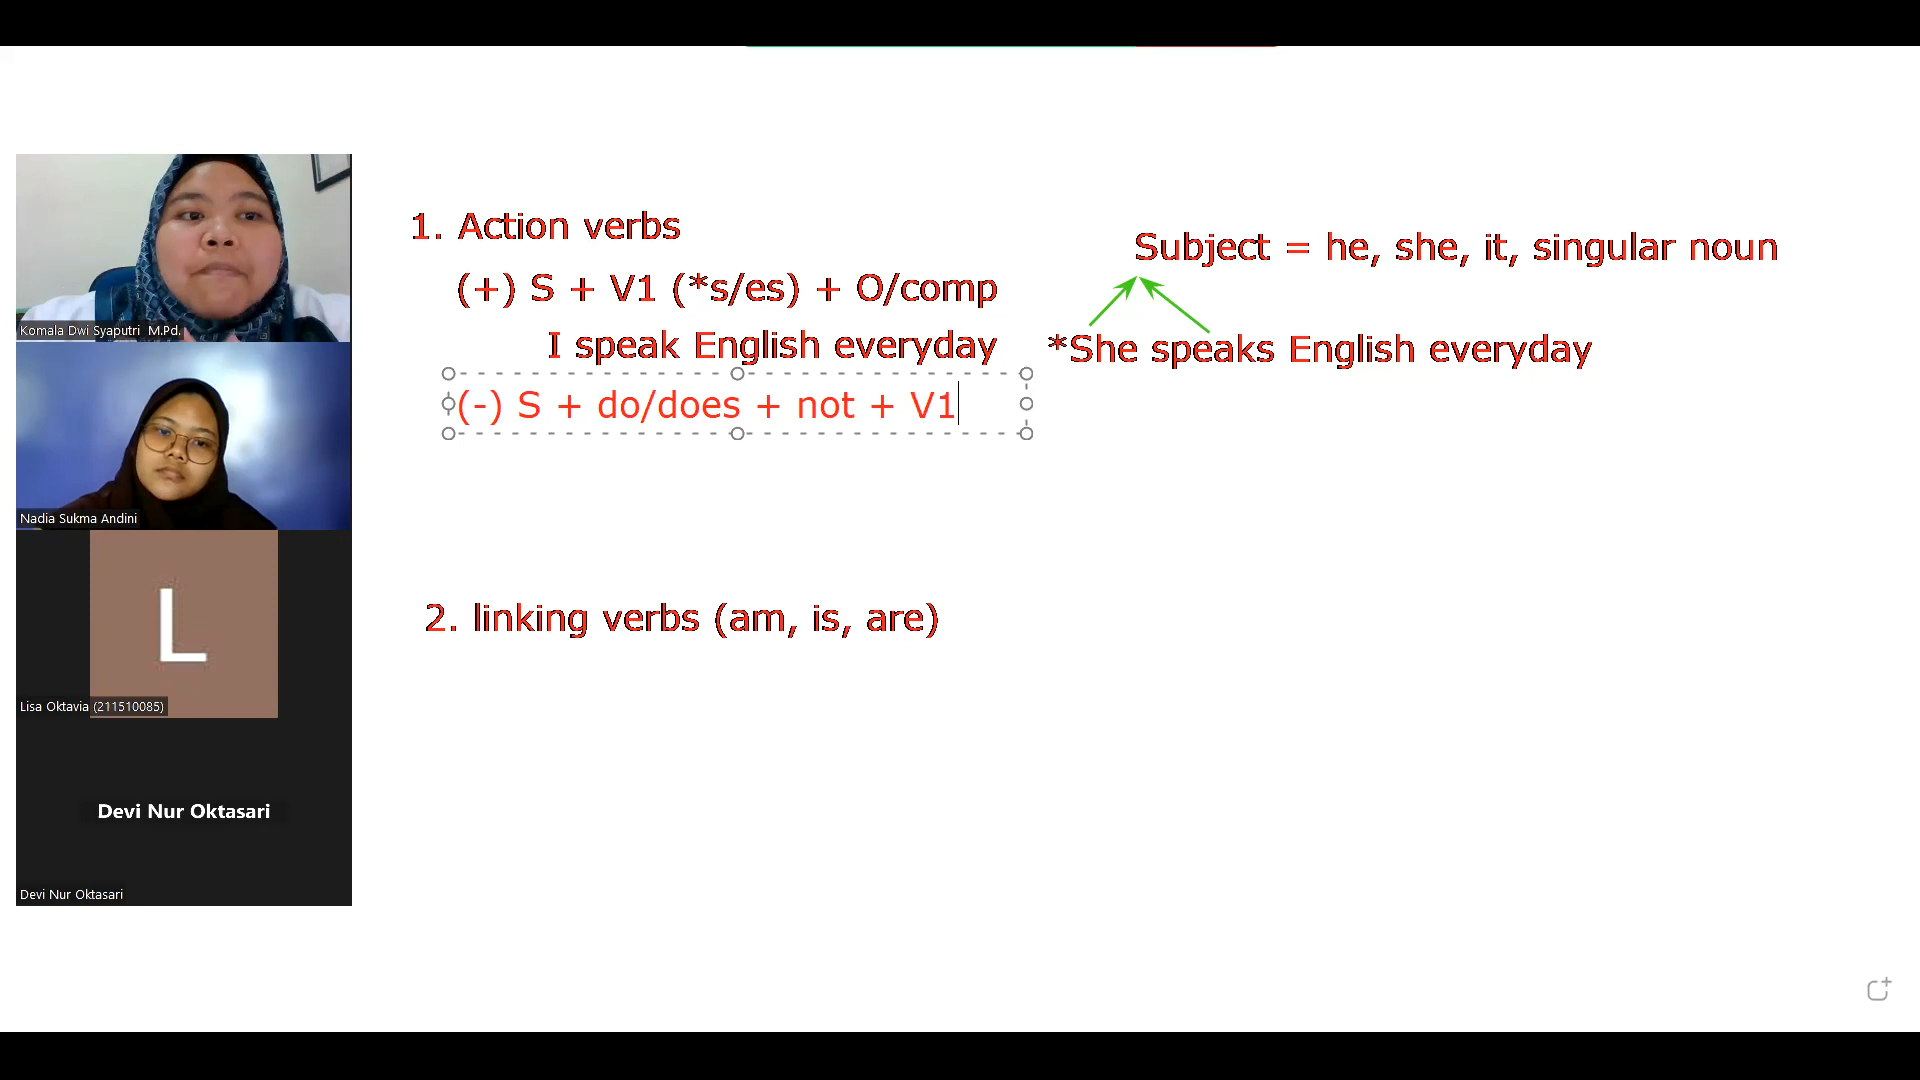 1. Action verbs
(+) S + V1 (*s/es) + O/comp
I speak English everyday
(-) S + do/does + not + V1
Subject = he, she, it, singular noun
*She speaks English everyday
2. linking verbs (am, is, are)
Komala Dwi Syaputri M.Pd.
Nadia Sukma Andini
L
Lisa Oktavia (211510085)
Devi Nur Oktasari
Devi Nur Oktasari